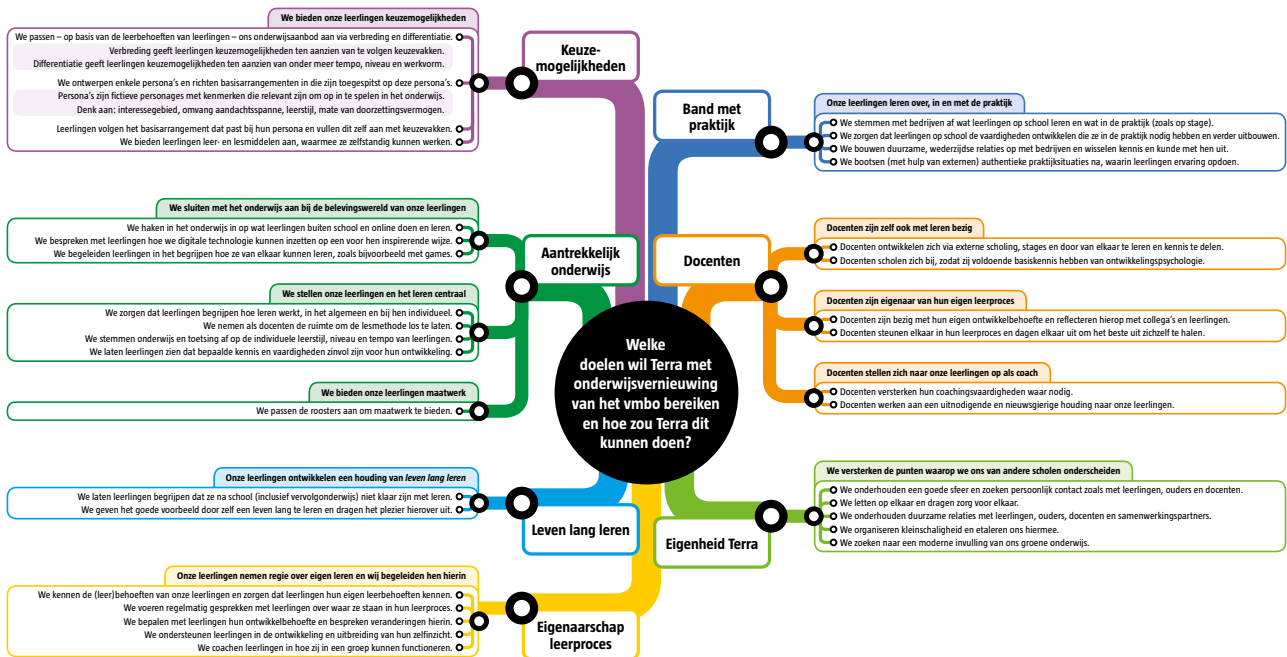 Welke
doelen wil Terra met
onderwijsvernieuwing
van het vmbo bereiken
en hoe zou Terra dit
kunnen doen?
Keuze-
mogelijkheden
We bieden onze leerlingen keuzemogelijkheden
We passen – op basis van de leerbehoeften van leerlingen – ons onderwijsaanbod aan via verbreding en differentiatie.
Verbreding geeft leerlingen keuzemogelijkheden ten aanzien van te volgen keuzevakken.
Differentiatie geeft leerlingen keuzemogelijkheden ten aanzien van onder meer tempo, niveau en werkvorm.
We ontwerpen enkele persona's en richten basisarrangementen in die zijn toegespitst op deze persona's.
Persona's zijn fictieve personages met kenmerken die relevant zijn om op in te spelen in het onderwijs.
Denk aan: interessegebied, omvang aandachtsspanne, leerstijl, mate van doorzettingsvermogen.
Leerlingen volgen het basisarrangement dat past bij hun persona en vullen dit zelf aan met keuzevakken.
We bieden leerlingen leer- en lesmiddelen aan, waarmee ze zelfstandig kunnen werken.
Aantrekkelijk
onderwijs
We sluiten met het onderwijs aan bij de belevingswereld van onze leerlingen
We haken in het onderwijs in op wat leerlingen buiten school en online doen en leren.
We bespreken met leerlingen hoe we digitale technologie kunnen inzetten op een voor hen inspirerende wijze.
We begeleiden leerlingen in het begrijpen hoe ze van elkaar kunnen leren, zoals bijvoorbeeld met games.
We stellen onze leerlingen en het leren centraal
We zorgen dat leerlingen begrijpen hoe leren werkt, in het algemeen en bij hen individueel.
We nemen als docenten de ruimte om de lesmethode los te laten.
We stemmen onderwijs en toetsing af op de individuele leerstijl, niveau en tempo van leerlingen.
We laten leerlingen zien dat bepaalde kennis en vaardigheden zinvol zijn voor hun ontwikkeling.
We bieden onze leerlingen maatwerk
We passen de roosters aan om maatwerk te bieden.
Leven lang leren
Onze leerlingen ontwikkelen een houding van leven lang leren
We laten leerlingen begrijpen dat ze na school (inclusief vervolgonderwijs) niet klaar zijn met leren.
We geven het goede voorbeeld door zelf een leven lang te leren en dragen het plezier hierover uit.
Eigenaarschap
leerproces
Onze leerlingen nemen regie over eigen leren en wij begeleiden hen hierin
We kennen de (leer)behoeften van onze leerlingen en zorgen dat leerlingen hun eigen leerbehoeften kennen.
We voeren regelmatig gesprekken met leerlingen over waar ze staan in hun leerproces.
We bepalen met leerlingen hun ontwikkelbehoefte en bespreken veranderingen hierin.
We ondersteunen leerlingen in de ontwikkeling en uitbreiding van hun zelfinzicht.
We coachen leerlingen in hoe zij in een groep kunnen functioneren.
Band met
praktijk
Onze leerlingen leren over, in en met de praktijk
We stemmen met bedrijven af wat leerlingen op school leren en wat in de praktijk (zoals op stage).
We zorgen dat leerlingen op school de vaardigheden ontwikkelen die ze in de praktijk nodig hebben en verder uitbouwen.
We bouwen duurzame, wederzijdse relaties op met bedrijven en wisselen kennis en kunde met hen uit.
We bootsen (met hulp van externen) authentieke praktijksituaties na, waarin leerlingen ervaring opdoen.
Docenten
Docenten zijn zelf ook met leren bezig
Docenten ontwikkelen zich via externe scholing, stages en door van elkaar te leren en kennis te delen.
Docenten scholen zich bij, zodat zij voldoende basiskennis hebben van ontwikkelingspsychologie.
Docenten zijn eigenaar van hun eigen leerproces
Docenten zijn bezig met hun eigen ontwikkelbehoefte en reflecteren hierop met collega's en leerlingen.
Docenten steunen elkaar in hun leerproces en dagen elkaar uit om het beste uit zichzelf te halen.
Docenten stellen zich naar onze leerlingen op als coach
Docenten versterken hun coachingsvaardigheden waar nodig.
Docenten werken aan een uitnodigende en nieuwsgierige houding naar onze leerlingen.
Eigenheid Terra
We versterken de punten waarop we ons van andere scholen onderscheiden
We onderhouden een goede sfeer en zoeken persoonlijk contact zoals met leerlingen, ouders en docenten.
We letten op elkaar en dragen zorg voor elkaar.
We onderhouden duurzame relaties met leerlingen, ouders, docenten en samenwerkingspartners.
We organiseren kleinschaligheid en etaleren ons hiermee.
We zoeken naar een moderne invulling van ons groene onderwijs.